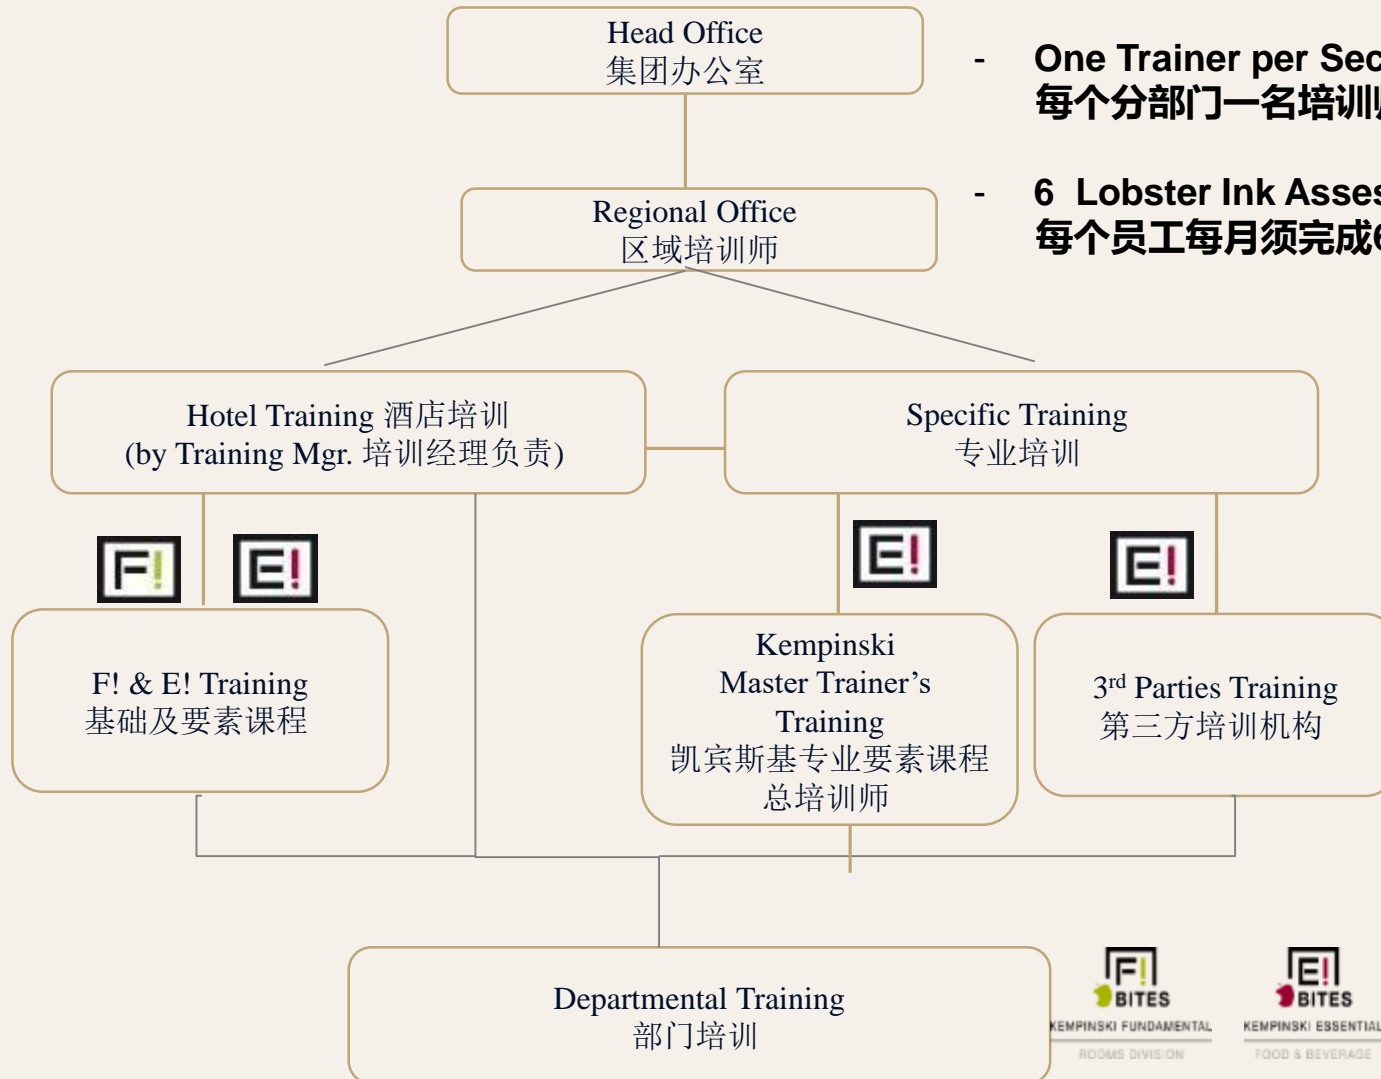 Head Office
集团办公室
- One Trainer per Sec
每个分部门一名培训
Regional Office
区域培训师
- 6 Lobster Ink Asses
每个员工每月须完成6
Hotel Training 酒店培训
(by Training Mgr. 培训经理负责)
Specific Training
专业培训
F!
E!
E!
E!
F! & E! Training
基础及要素课程
Kempinski
Master Trainer’s
Training
凯宾斯基专业要素课程
总培训师
3rd Parties Training
第三方培训机构
Departmental Training
部门培训
F!
BITES
KEMPINSKI FUNDAMENTAL
ROOMS DIVISION
E!
BITES
KEMPINSKI ESSENTIAL
FOOD & BEVERAGE